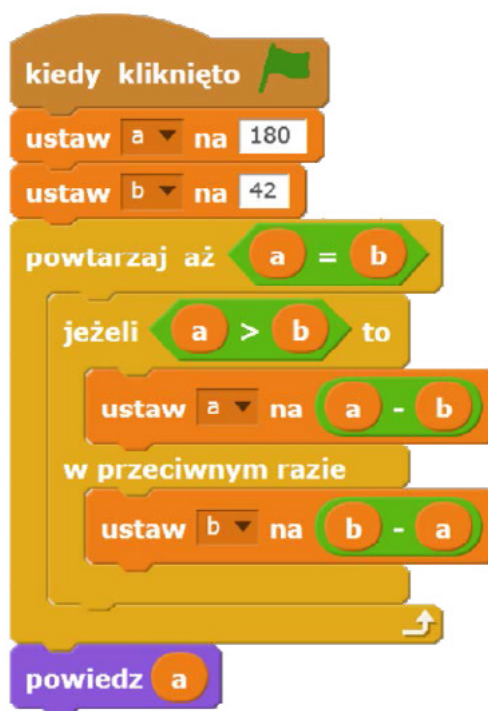 kiedy kliknięto
ustaw a na 180
ustaw b na 42
powtarzaj aż a = b
jeżeli a > b to
ustaw a na a - b
w przeciwnym razie
ustaw b na b - a
powiedz a